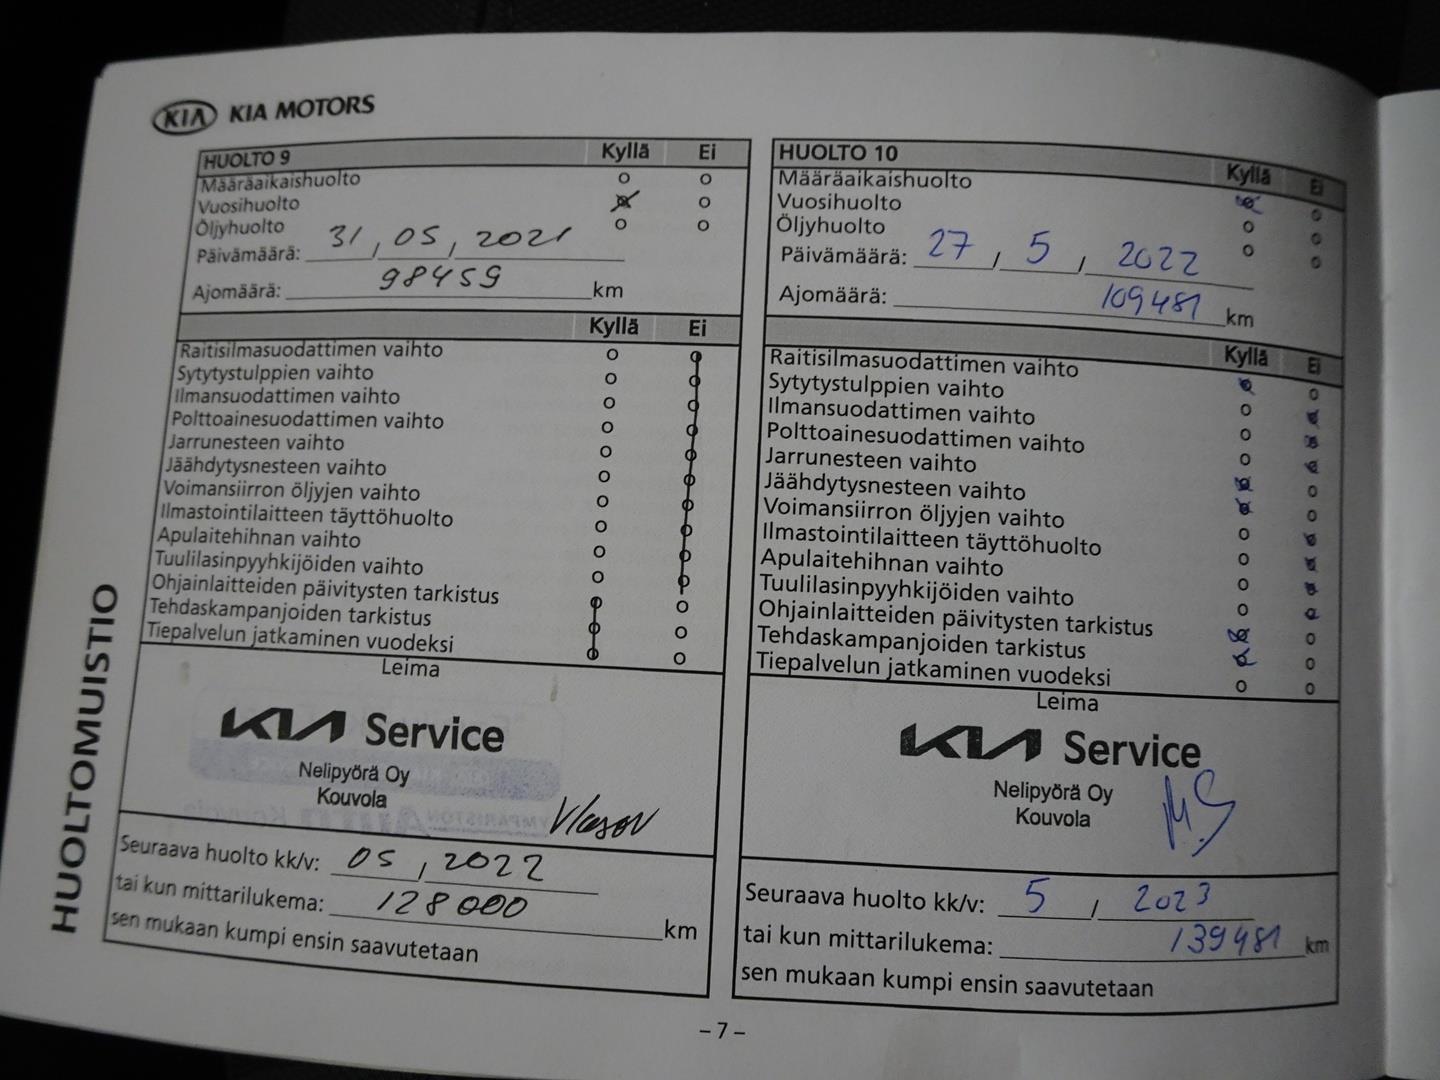 KIA KIA MOTORS
HUOLTO 9 Kyllä Ei
Määräaikaishuolto
Vuosihuolto
Öljyhuolto
Päivämäärä: 31, 05, 2021
Ajomäärä: 98459 km
Kyllä Ei
Raitisilmasuodattimen vaihto
Sytytystulppien vaihto
Ilmansuodattimen vaihto
Polttoainesuodattimen vaihto
Jarrunesteen vaihto
Jäähdytysnesteen vaihto
Voimansiirron öljyjen vaihto
Ilmastointilaitteen täyttöhuolto
Apulaitehihnan vaihto
Tuulilasinpyyhkijöiden vaihto
Ohjainlaitteiden päivitysten tarkistus
Tehdaskampanjoiden tarkistus
Tiepalvelun jatkaminen vuodeksi
Leima
KIA Service
Nelipyörä Oy
Kouvola
Vlasov
Seuraava huolto kk/v: 05, 2022
tai kun mittarilukema: 128000 km
sen mukaan kumpi ensin saavutetaan
HUOLTO 10 Kyllä Ei
Määräaikaishuolto
Vuosihuolto
Öljyhuolto
Päivämäärä: 27, 5, 2022
Ajomäärä: 109481 km
Kyllä Ei
Raitisilmasuodattimen vaihto
Sytytystulppien vaihto
Ilmansuodattimen vaihto
Polttoainesuodattimen vaihto
Jarrunesteen vaihto
Jäähdytysnesteen vaihto
Voimansiirron öljyjen vaihto
Ilmastointilaitteen täyttöhuolto
Apulaitehihnan vaihto
Tuulilasinpyyhkijöiden vaihto
Ohjainlaitteiden päivitysten tarkistus
Tehdaskampanjoiden tarkistus
Tiepalvelun jatkaminen vuodeksi
Leima
KIA Service
Nelipyörä Oy
Kouvola
M.S
Seuraava huolto kk/v: 5, 2023
tai kun mittarilukema: 139481 km
sen mukaan kumpi ensin saavutetaan
HUOLTOMUISTIO
– 7 –